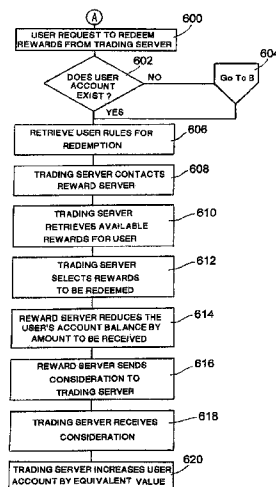 A
600
USER REQUEST TO REDEEM
REWARDS FROM TRADING SERVER
602
604
DOES USER
ACCOUNT
EXIST ?
NO
Go To B
YES
RETRIEVE USER RULES FOR
REDEMPTION
606
TRADING SERVER CONTACTS
REWARD SERVER
608
TRADING SERVER
RETRIEVES AVAILABLE
REWARDS FOR USER
610
TRADING SERVER
SELECTS REWARDS
TO BE REDEEMED
612
REWARD SERVER REDUCES THE
USER'S ACCOUNT BALANCE BY
AMOUNT TO BE RECEIVED
614
REWARD SERVER SENDS
CONSIDERATION TO
TRADING SERVER
616
TRADING SERVER RECEIVES
CONSIDERATION
618
620
TRADING SERVER INCREASES USER
ACCOUNT BY EQUIVALENT VALUE